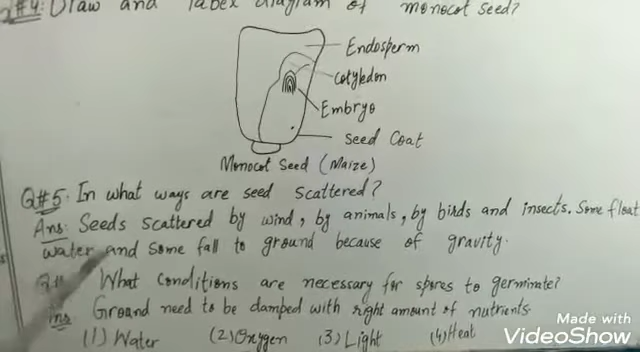 Q#4: Draw and label diagram of monocot seed?
Endosperm
Cotyledon
Embryo
Seed Coat
Monocot Seed (Maize)
Q#5. In what ways are seed scattered?
Ans: Seeds scattered by wind, by animals, by birds and insects. Some float
water and some fall to ground because of gravity.
What conditions are necessary for spores to germinate?
Ans Ground need to be damped with right amount of nutrients.
(1) Water (2) Oxygen (3) Light (4) Heat
Made with
VideoShow